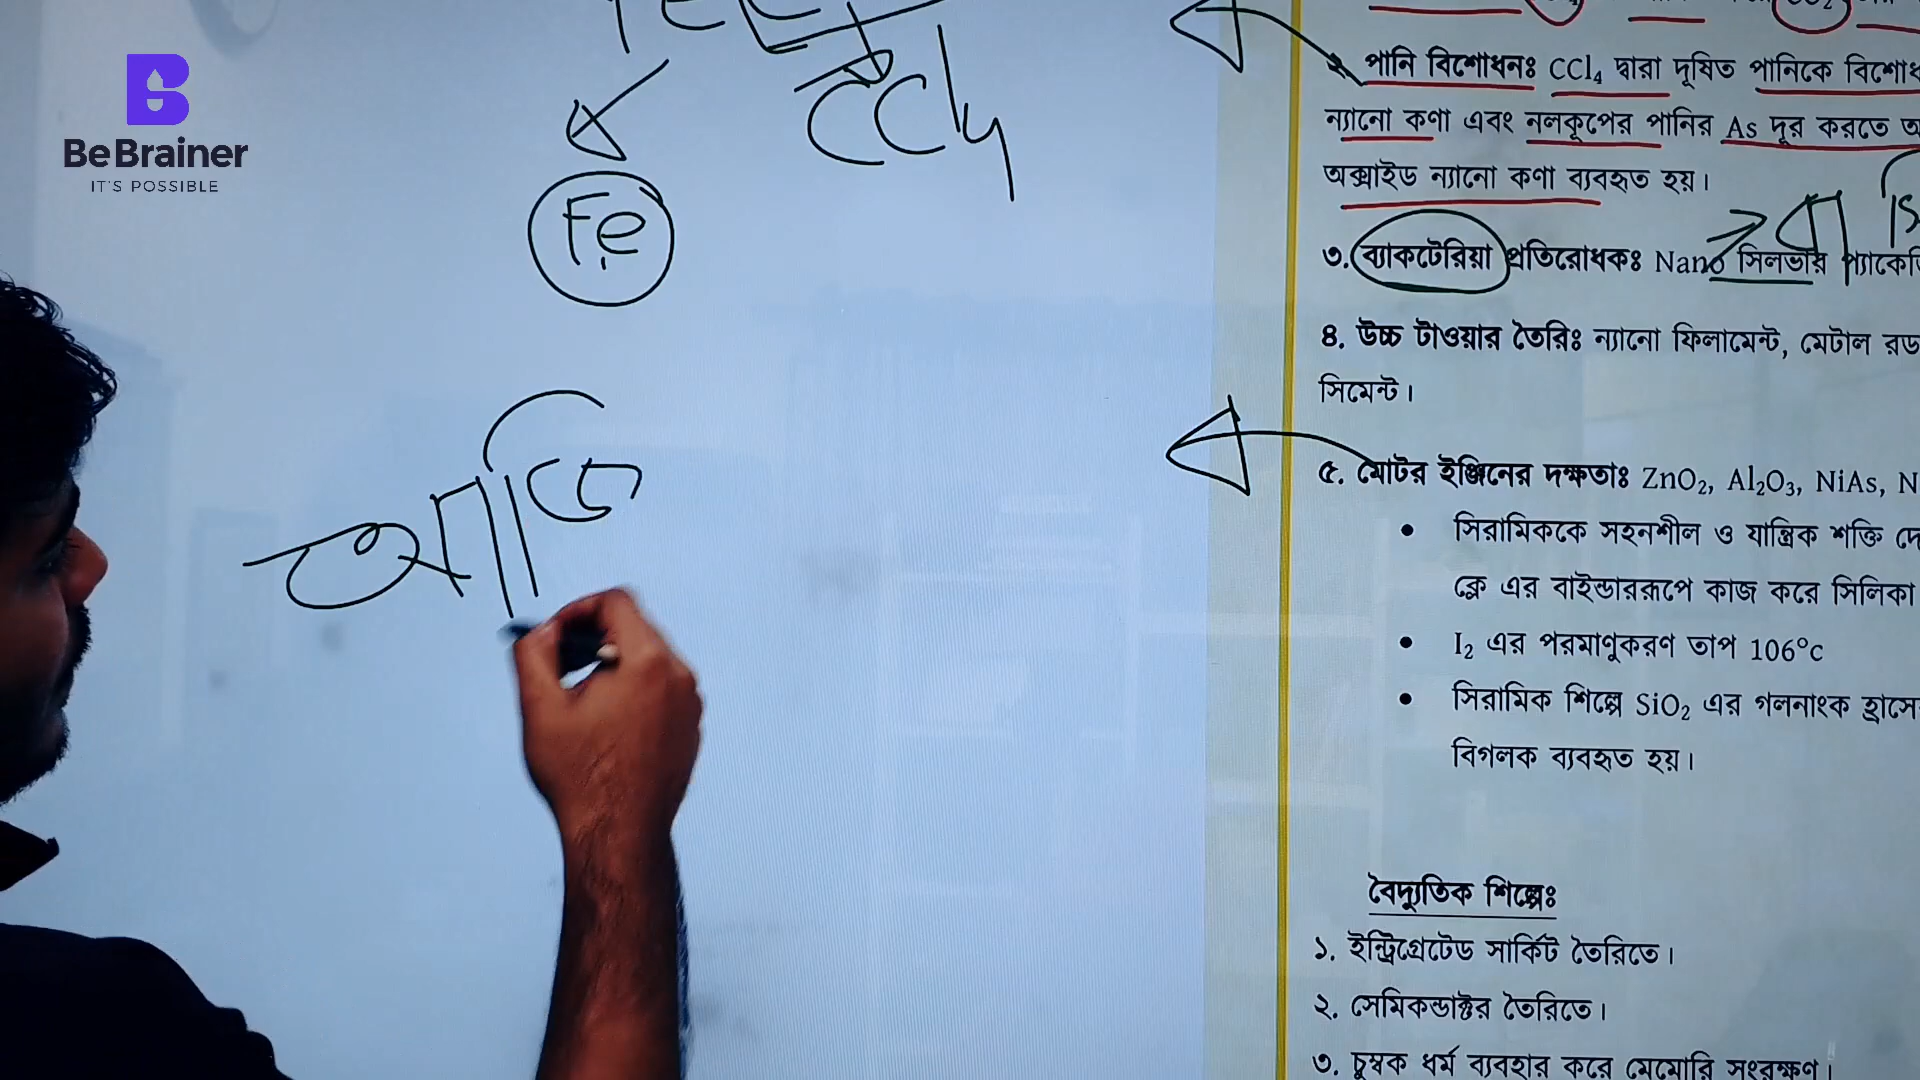 BeBrainer
IT'S POSSIBLE
CCl4
Fe
২. পানি বিশোধনঃ CCl₄ দ্বারা দূষিত পানিকে
ন্যানো কণা এবং নলকূপের পানির As দূর করতে
অক্সাইড ন্যানো কণা ব্যবহৃত হয়।
৩. ব্যাকটেরিয়া প্রতিরোধকঃ Nano সিলভার
৪. উচ্চ টাওয়ার তৈরিঃ ন্যানো ফিলামেন্ট, মেটাল রড
সিমেন্ট।
৫. মোটর ইঞ্জিনের দক্ষতাঃ ZnO₂, Al₂O₃, NiAs, N
• সিরামিককে সহনশীল ও যান্ত্রিক শক্তি
ক্লে এর বাইন্ডাররূপে কাজ করে সিলিকা
• I₂ এর পরমাণুকরণ তাপ 106°c
• সিরামিক শিল্পে SiO₂ এর গলনাংক
বিগলক ব্যবহৃত হয়।
বৈদ্যুতিক শিল্পেঃ
১. ইন্ট্রিগ্রেটেড সার্কিট তৈরিতে।
২. সেমিকন্ডাক্টর তৈরিতে।
৩. চুম্বক ধর্ম ব্যবহার করে মেমোরি সংরক্ষণ।